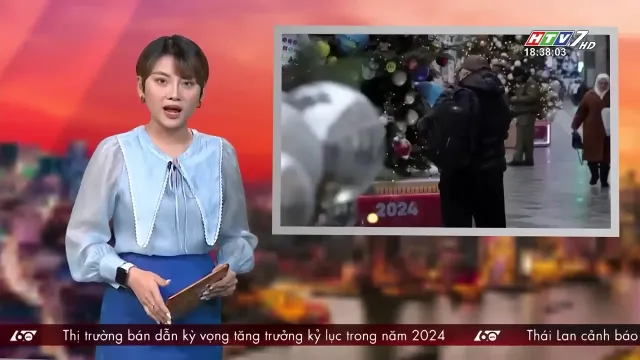 HTV7 HD
18:38:03
2024
Thị trường bán dẫn kỳ vọng tăng trưởng kỷ lục trong năm 2024
Thái Lan cảnh báo